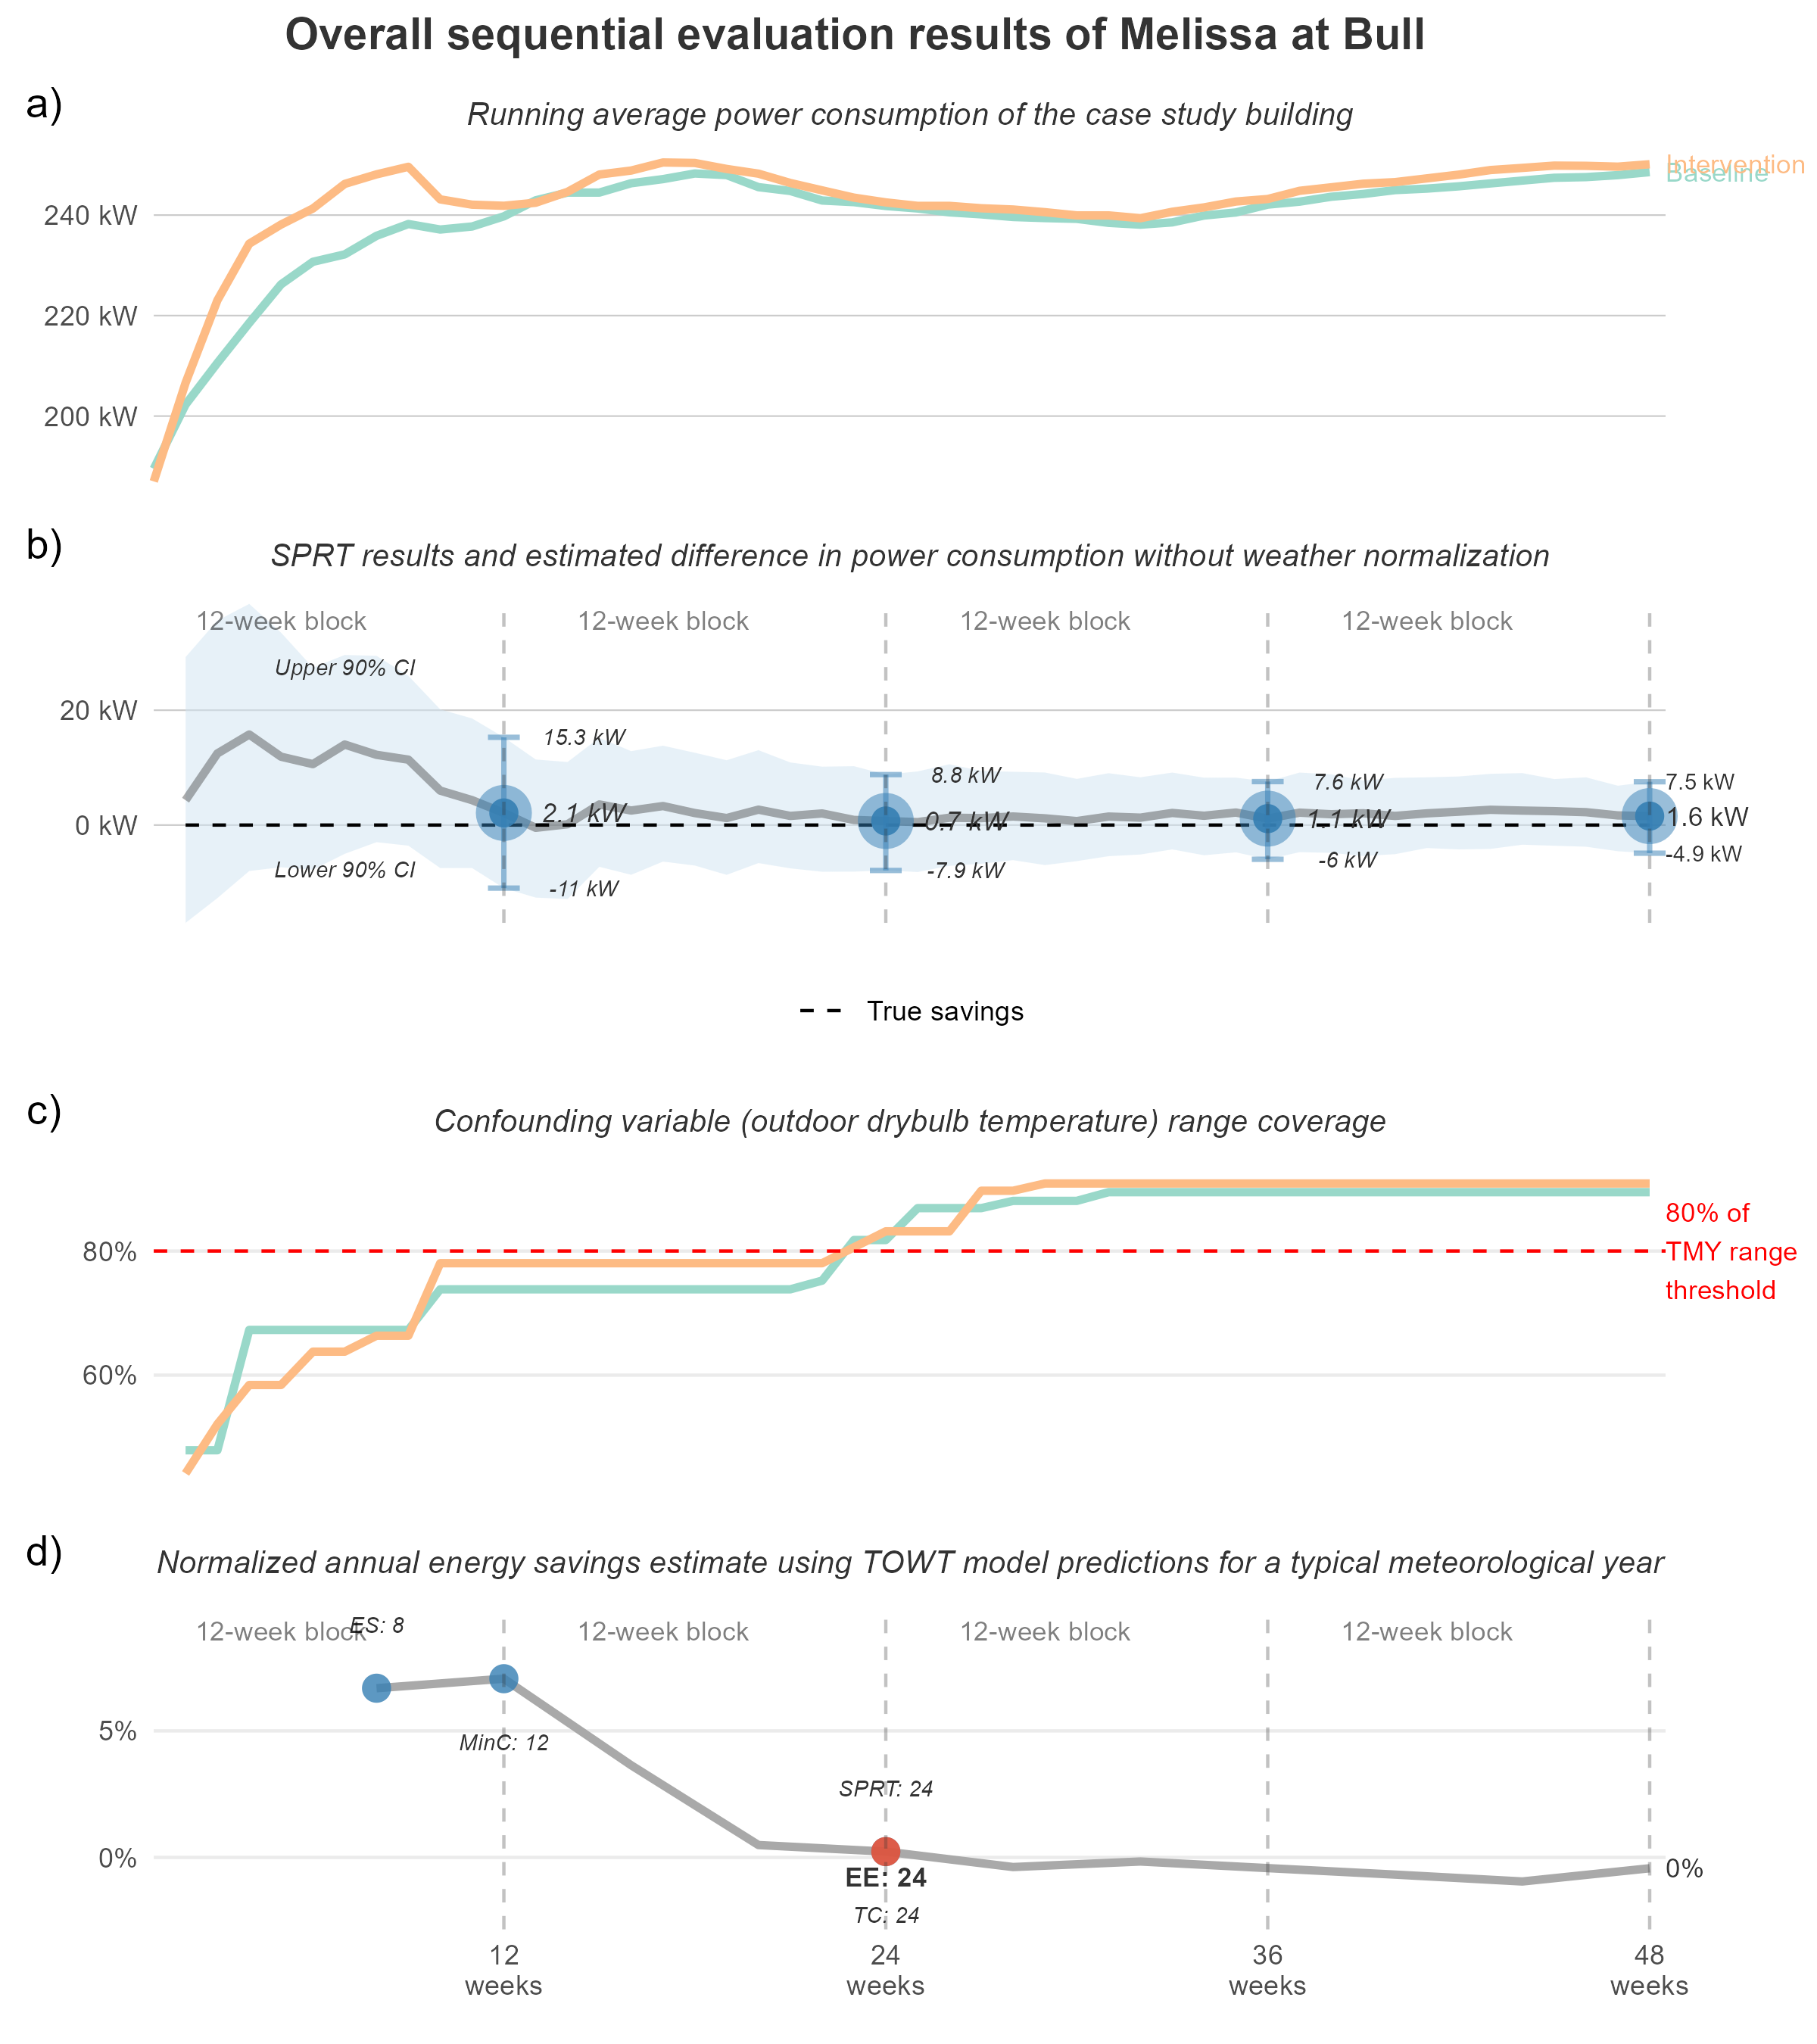 Overall sequential evaluation results of Melissa at Bull
a)
Running average power consumption of the case study building
240 kW
220 kW
200 kW
Intervention
Baseline
b)
SPRT results and estimated difference in power consumption without weather normalization
12-week block
12-week block
12-week block
12-week block
Upper 90% CI
Lower 90% CI
20 kW
0 kW
15.3 kW
2.1 kW
-11 kW
8.8 kW
0.7 kW
-7.9 kW
7.6 kW
1.1 kW
-6 kW
7.5 kW
1.6 kW
-4.9 kW
True savings
c)
Confounding variable (outdoor drybulb temperature) range coverage
80%
60%
80% of
TMY range
threshold
d)
Normalized annual energy savings estimate using TOWT model predictions for a typical meteorological year
12-week block
12-week block
12-week block
12-week block
ES: 8
MinC: 12
SPRT: 24
EE: 24
TC: 24
5%
0%
0%
12
weeks
24
weeks
36
weeks
48
weeks